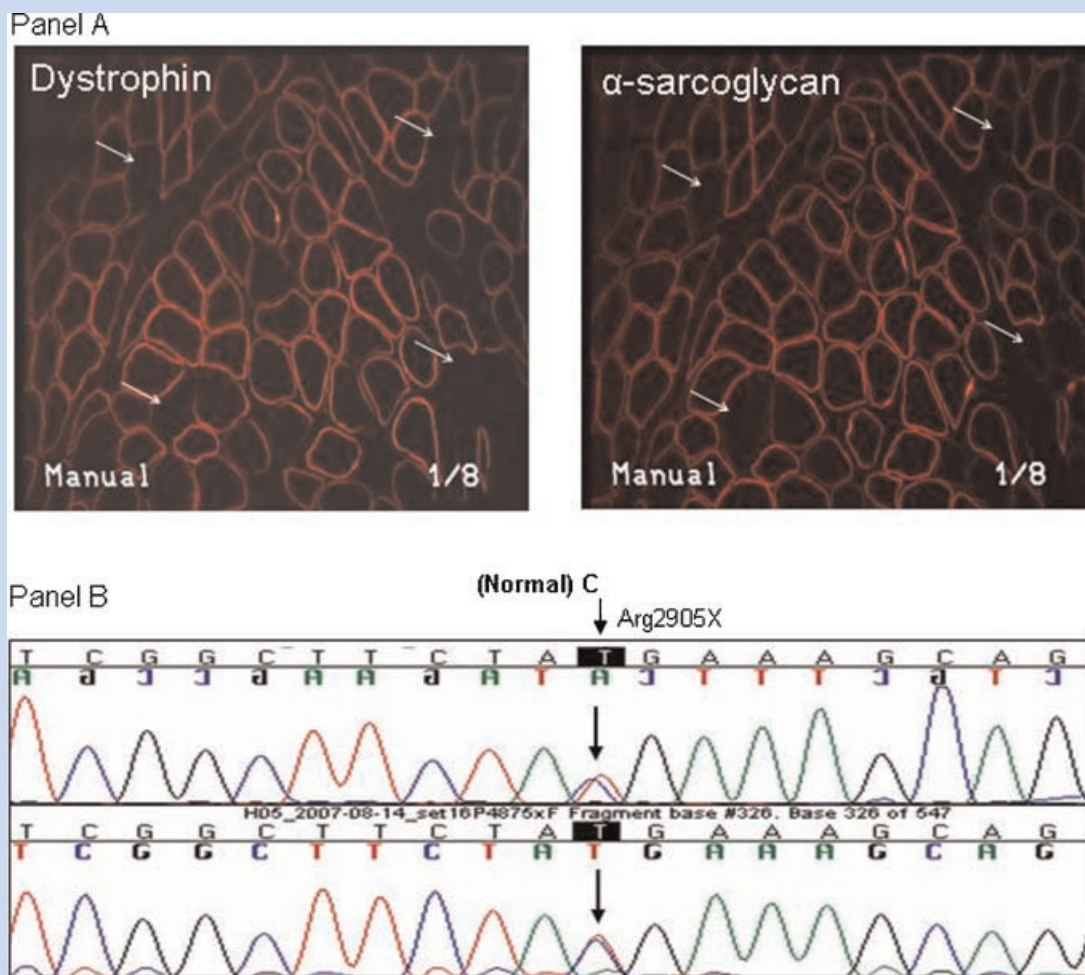 Panel A
Dystrophin
Manual 1/8
α-sarcoglycan
Manual 1/8
Panel B
(Normal) C
Arg2905X
T C G G C T T C T A T G A A A G C A G
A G C C G A A G A T A C T T T C G T C
H05_2007-08-14_set16P4875xF Fragment base #326. Base 326 of 547
T C G G C T T C T A T G A A A G C A G
T C G G C T T C T A T G A A A G C A G